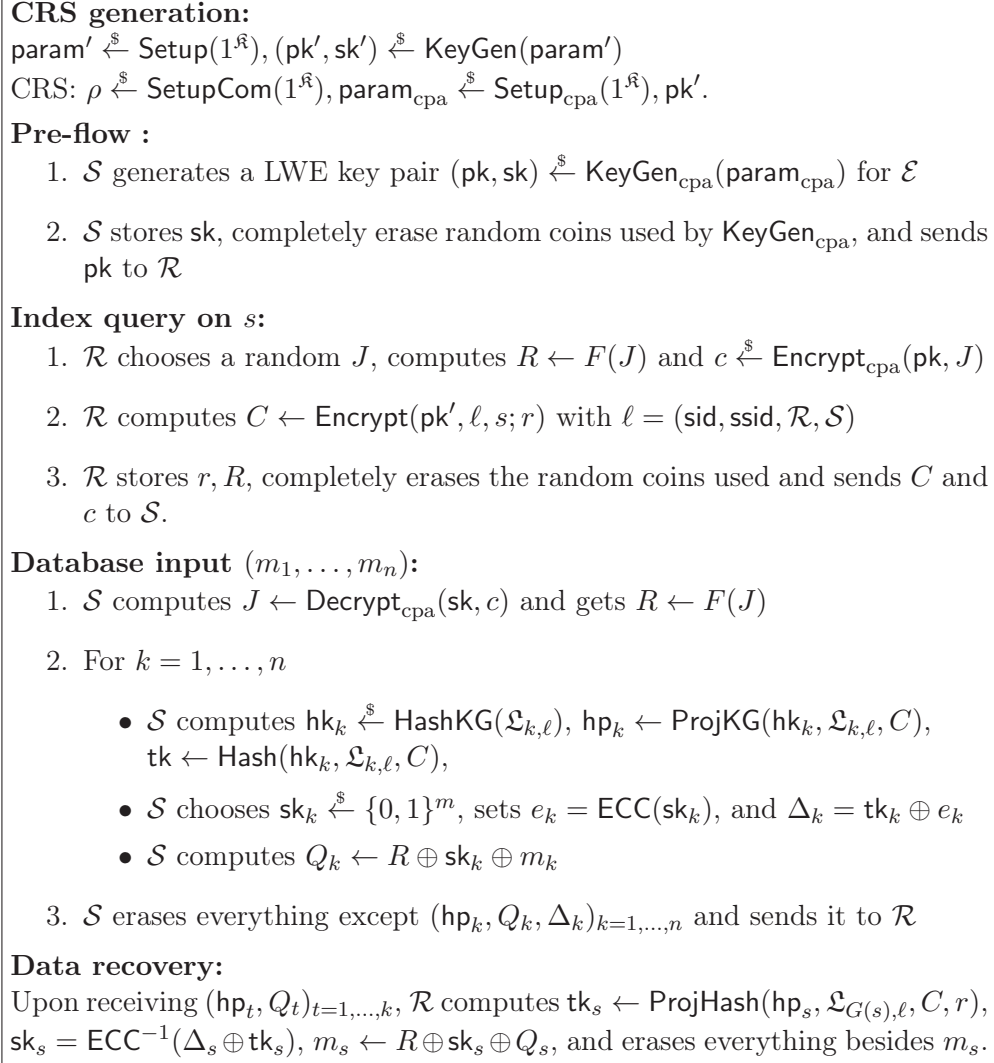 CRS generation:
param′ ←$ Setup(1^𝔎), (pk′, sk′) ←$ KeyGen(param′)
CRS: ρ ←$ SetupCom(1^𝔎), param_cpa ←$ Setup_cpa(1^𝔎), pk′.
Pre-flow :
1. 𝒮 generates a LWE key pair (pk, sk) ←$ KeyGen_cpa(param_cpa) for ℰ
2. 𝒮 stores sk, completely erase random coins used by KeyGen_cpa, and sends
pk to ℛ
Index query on s:
1. ℛ chooses a random J, computes R ← F(J) and c ←$ Encrypt_cpa(pk, J)
2. ℛ computes C ← Encrypt(pk′, ℓ, s; r) with ℓ = (sid, ssid, ℛ, 𝒮)
3. ℛ stores r, R, completely erases the random coins used and sends C and
c to 𝒮.
Database input (m_1, . . . , m_n):
1. 𝒮 computes J ← Decrypt_cpa(sk, c) and gets R ← F(J)
2. For k = 1, . . . , n
• 𝒮 computes hk_k ←$ HashKG(𝔏_{k,ℓ}), hp_k ← ProjKG(hk_k, 𝔏_{k,ℓ}, C),
tk ← Hash(hk_k, 𝔏_{k,ℓ}, C),
• 𝒮 chooses sk_k ←$ {0, 1}^m, sets e_k = ECC(sk_k), and Δ_k = tk_k ⊕ e_k
• 𝒮 computes Q_k ← R ⊕ sk_k ⊕ m_k
3. 𝒮 erases everything except (hp_k, Q_k, Δ_k)_{k=1,...,n} and sends it to ℛ
Data recovery:
Upon receiving (hp_t, Q_t)_{t=1,...,k}, ℛ computes tk_s ← ProjHash(hp_s, 𝔏_{G(s),ℓ}, C, r),
sk_s = ECC^{−1}(Δ_s ⊕ tk_s), m_s ← R ⊕ sk_s ⊕ Q_s, and erases everything besides m_s.